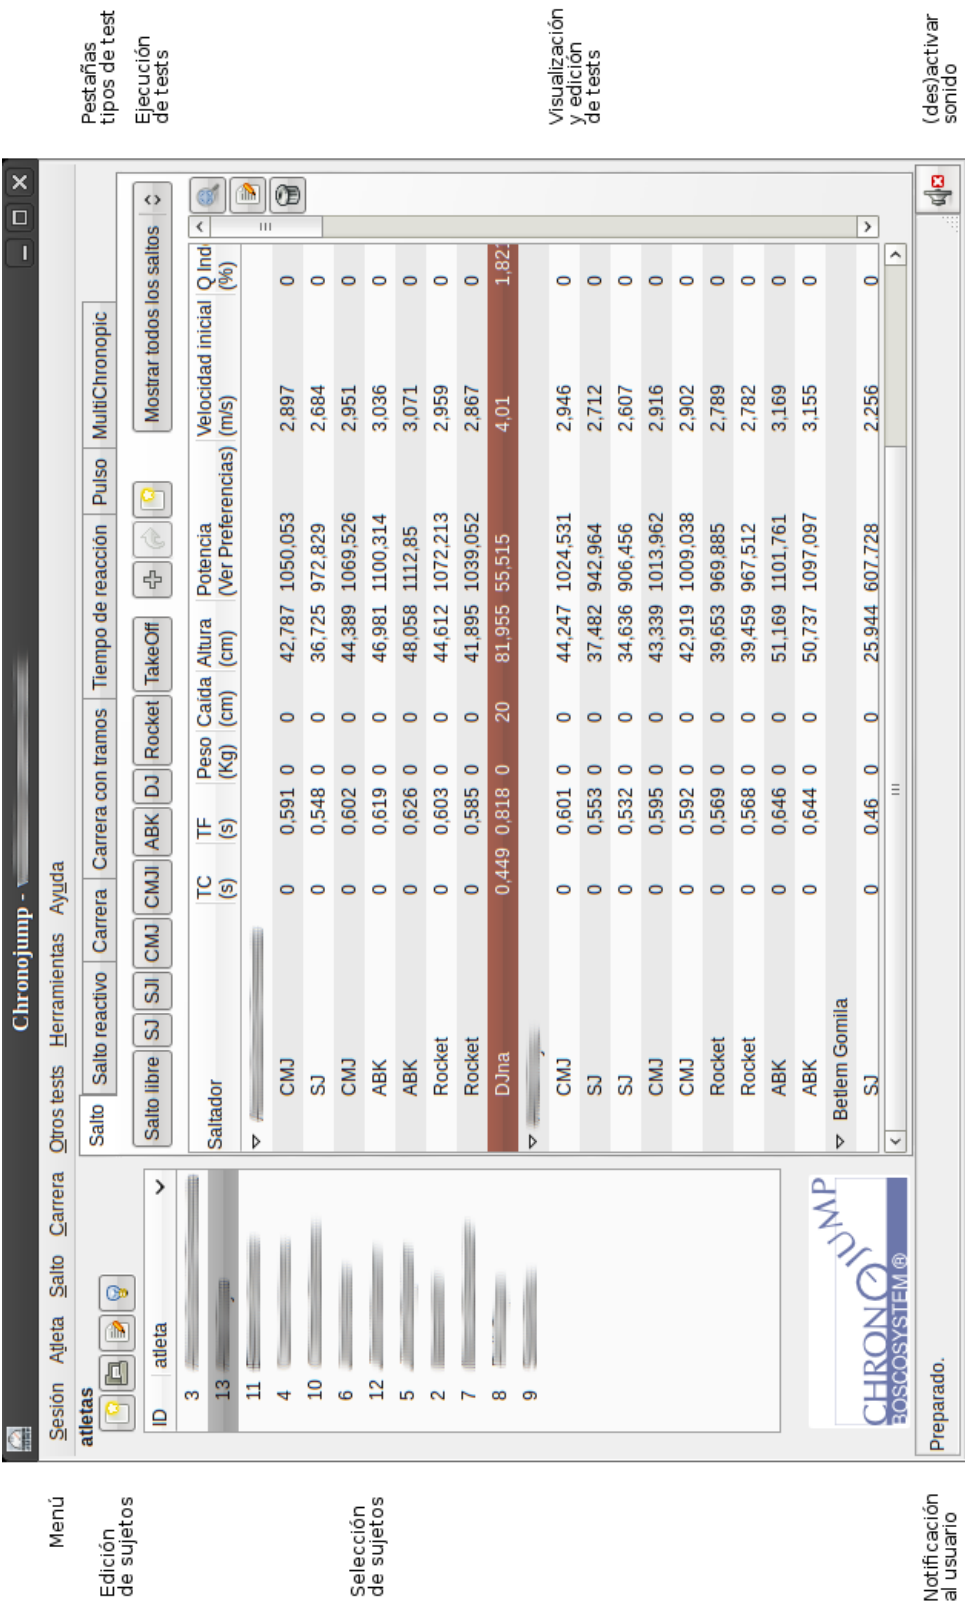 Pestañas
tipos de test
Ejecución
de tests
Visualización
y edición
de tests
(des)activar
sonido
Menú
Edición
de sujetos
Selección
de sujetos
Notificación
al usuario
Chronojump -
Sesión Atleta Salto Carrera Otros tests Herramientas Ayuda
atletas
ID atleta
3
13
11
4
10
6
12
5
2
7
8
9
CHRONOJUMP
BOSCOSYSTEM®
Salto Salto reactivo Carrera Carrera con tramos Tiempo de reacción Pulso MultiChronopic
Salto libre SJ SJl CMJ CMJl ABK DJ Rocket TakeOff Mostrar todos los saltos
Saltador TC (s) TF (s) Peso (Kg) Caída (cm) Altura (cm) Potencia (Ver Preferencias) Velocidad inicial (m/s) Q Ind (%)
CMJ 0 0,591 0 0 42,787 1050,053 2,897 0
SJ 0 0,548 0 0 36,725 972,829 2,684 0
CMJ 0 0,602 0 0 44,389 1069,526 2,951 0
ABK 0 0,619 0 0 46,981 1100,314 3,036 0
ABK 0 0,626 0 0 48,058 1112,85 3,071 0
Rocket 0 0,603 0 0 44,612 1072,213 2,959 0
Rocket 0 0,585 0 0 41,895 1039,052 2,867 0
DJna 0,449 0,818 0 20 81,955 55,515 4,01 1,82
CMJ 0 0,601 0 0 44,247 1024,531 2,946 0
SJ 0 0,553 0 0 37,482 942,964 2,712 0
SJ 0 0,532 0 0 34,636 906,456 2,607 0
CMJ 0 0,595 0 0 43,339 1013,962 2,916 0
CMJ 0 0,592 0 0 42,919 1009,038 2,902 0
Rocket 0 0,569 0 0 39,653 969,885 2,789 0
Rocket 0 0,568 0 0 39,459 967,512 2,782 0
ABK 0 0,646 0 0 51,169 1101,761 3,169 0
ABK 0 0,644 0 0 50,737 1097,097 3,155 0
Betlem Gomila
SJ 0 0,46 0 0 25,944 607,728 2,256 0
Preparado.